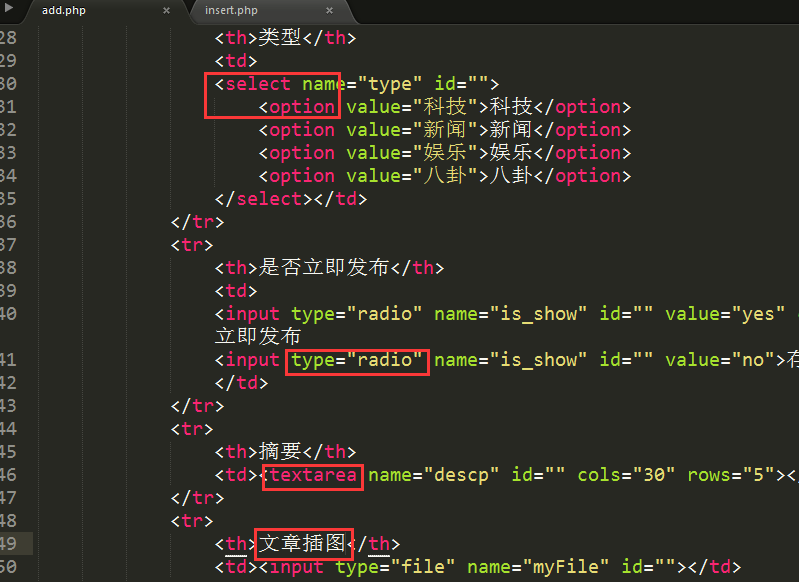 add.php × insert.php ×
28 <th>类型</th>
29 <td>
30 <select name="type" id="">
31 <option value="科技">科技</option>
32 <option value="新闻">新闻</option>
33 <option value="娱乐">娱乐</option>
34 <option value="八卦">八卦</option>
35 </select></td>
36 </tr>
37 <tr>
38 <th>是否立即发布</th>
39 <td>
40 <input type="radio" name="is_show" id="" value="yes"
立即发布
41 <input type="radio" name="is_show" id="" value="no">存
42 </td>
43 </tr>
44 <tr>
45 <th>摘要</th>
46 <td><textarea name="descp" id="" cols="30" rows="5"></
47 </tr>
48 <tr>
49 <th>文章插图</th>
50 <td><input type="file" name="myFile" id=""></td>